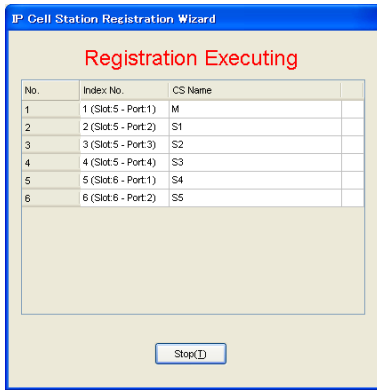 IP Cell Station Registration Wizard
Registration Executing
No. Index No. CS Name
1 1 (Slot:5 - Port:1) M
2 2 (Slot:5 - Port:2) S1
3 3 (Slot:5 - Port:3) S2
4 4 (Slot:5 - Port:4) S3
5 5 (Slot:6 - Port:1) S4
6 6 (Slot:6 - Port:2) S5
Stop(T)